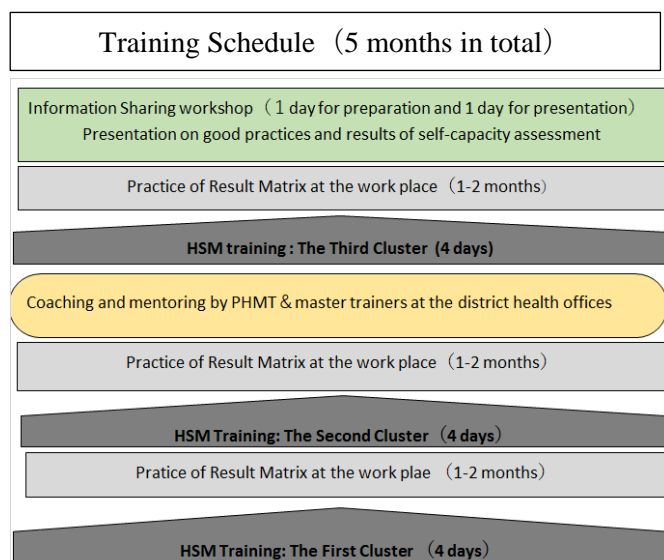 Training Schedule（5 months in total）
Information Sharing workshop（1 day for preparation and 1 day for presentation）
Presentation on good practices and results of self-capacity assessment
Practice of Result Matrix at the work place（1-2 months）
HSM training : The Third Cluster (4 days)
Coaching and mentoring by PHMT & master trainers at the district health offices
Practice of Result Matrix at the work place（1-2 months）
HSM Training: The Second Cluster（4 days）
Pratice of Result Matrix at the work plae（1-2 months）
HSM Training: The First Cluster（4 days）